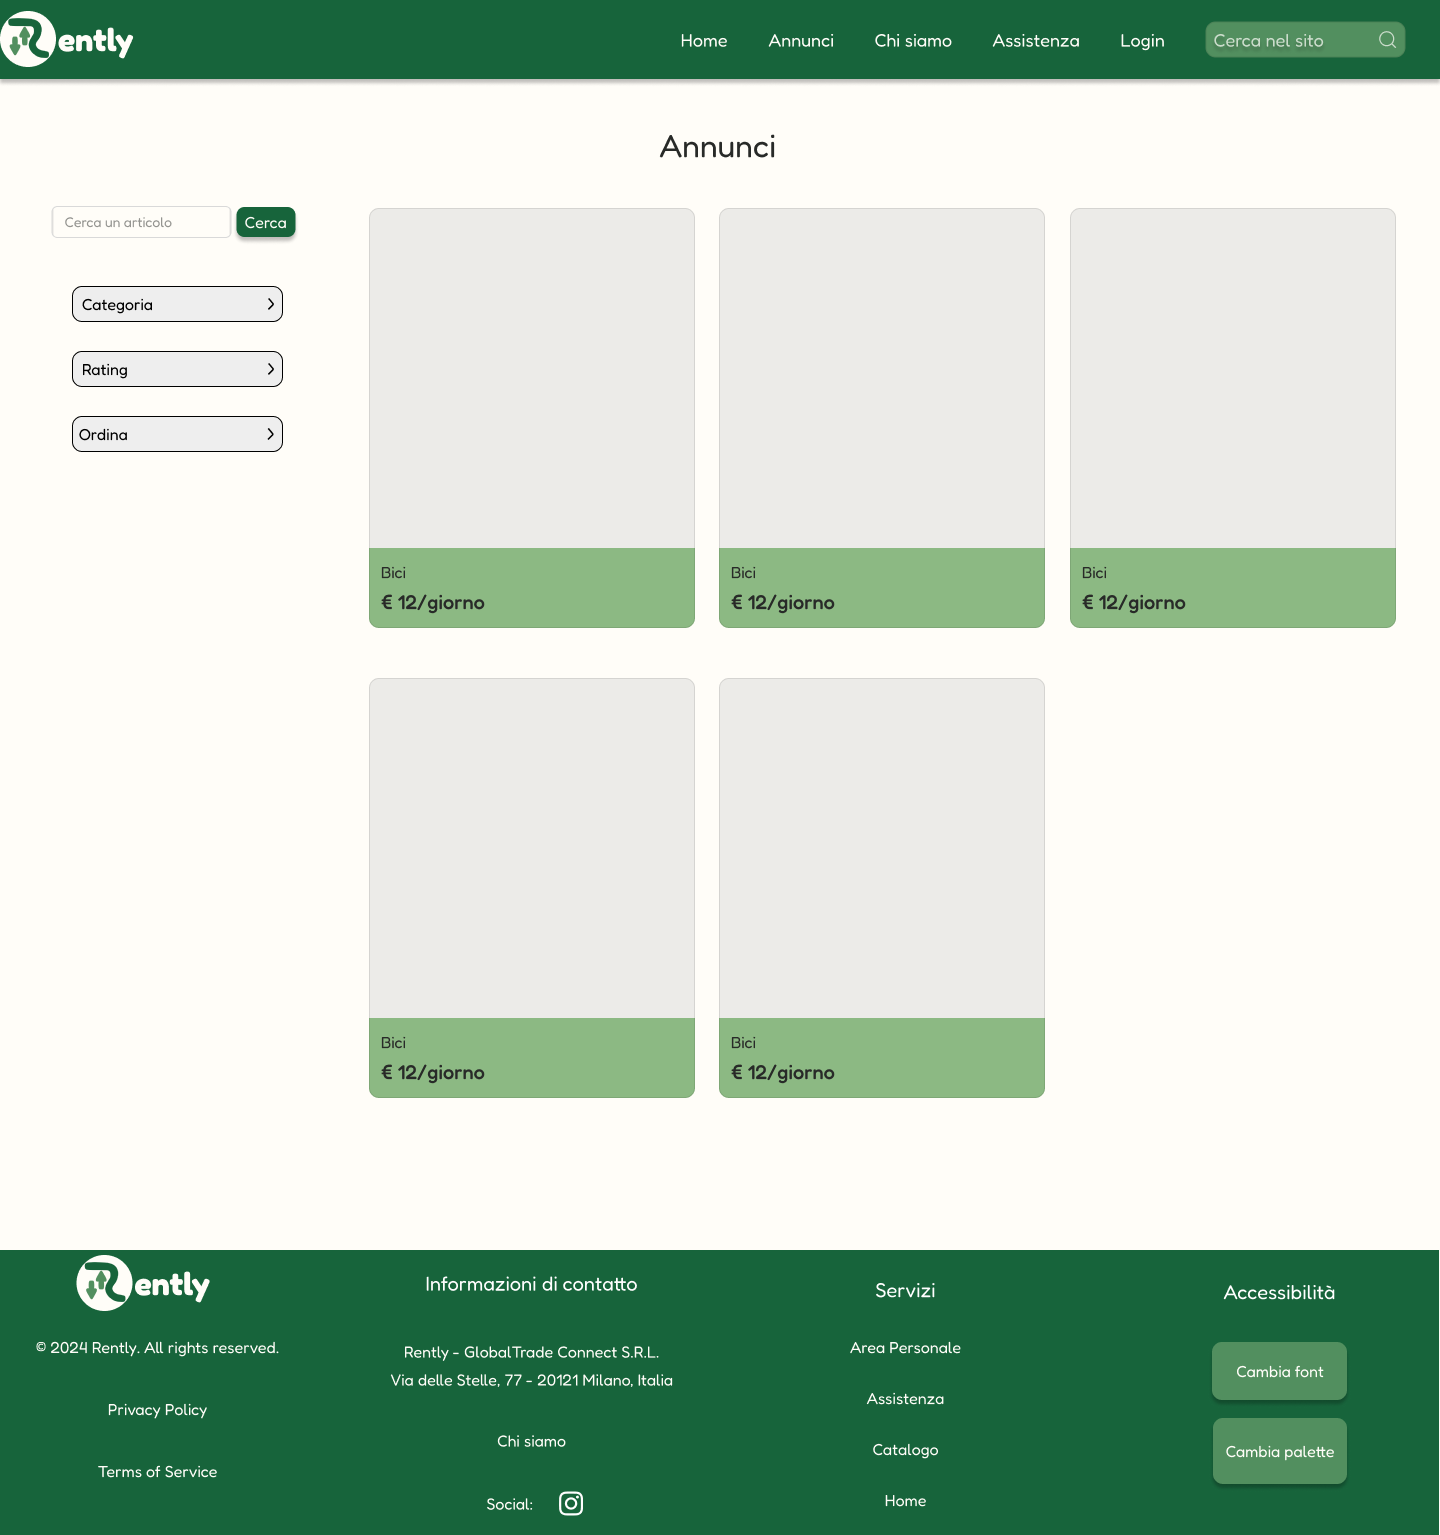 Rently
Home Annunci Chi siamo Assistenza Login Cerca nel sito
Annunci
Cerca un articolo Cerca
Categoria
Rating
Ordina
Bici
€ 12/giorno
Bici
€ 12/giorno
Bici
€ 12/giorno
Bici
€ 12/giorno
Bici
€ 12/giorno
Rently
© 2024 Rently. All rights reserved.
Privacy Policy
Terms of Service
Informazioni di contatto
Rently - GlobalTrade Connect S.R.L.
Via delle Stelle, 77 - 20121 Milano, Italia
Chi siamo
Social:
Servizi
Area Personale
Assistenza
Catalogo
Home
Accessibilità
Cambia font
Cambia palette